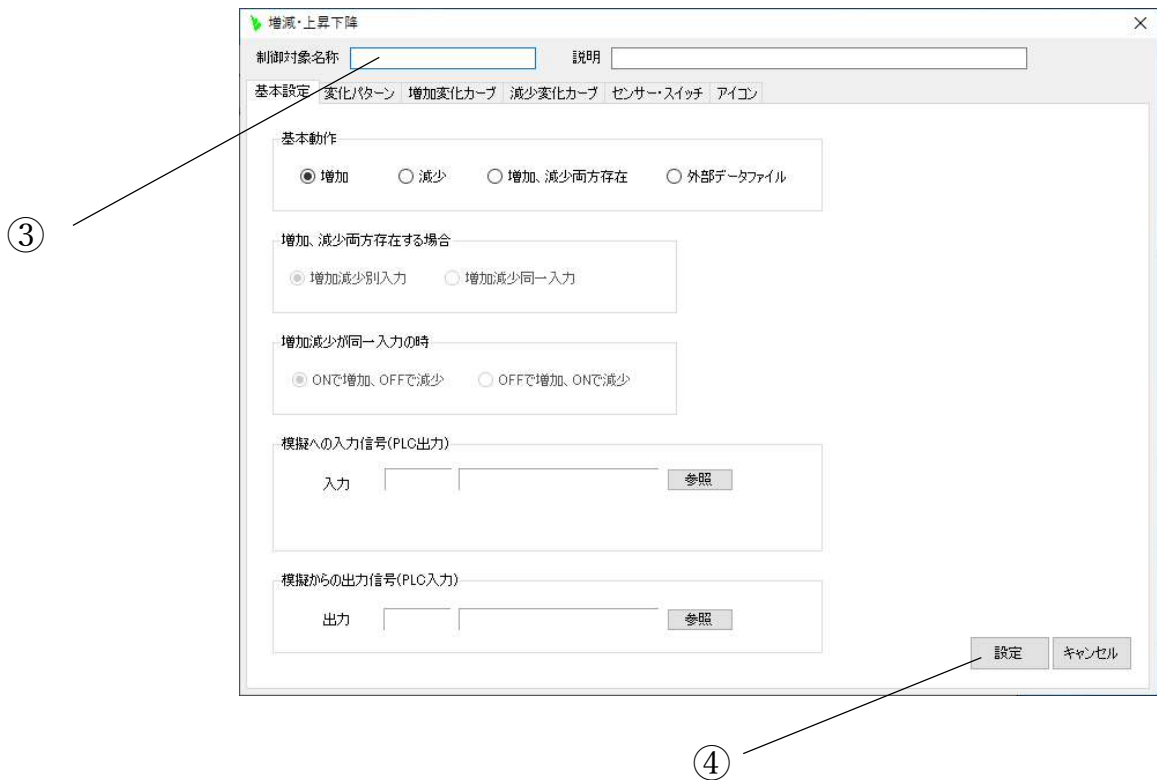 増減・上昇下降
制御対象名称 説明
基本設定 変化パターン 増加変化カーブ 減少変化カーブ センサー・スイッチ アイコン
基本動作
増加 減少 増加、減少両方存在 外部データファイル
③
増加、減少両方存在する場合
増加減少別入力 増加減少同一入力
増加減少が同一入力の時
ONで増加、OFFで減少 OFFで増加、ONで減少
模擬への入力信号(PLC出力)
入力 参照
模擬からの出力信号(PLC入力)
出力 参照
設定 キャンセル
④